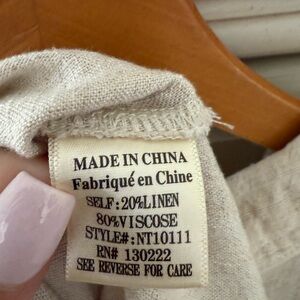 MADE IN CHINA
Fabriqué en Chine
SELF:20%LINEN
80%VISCOSE
STYLE#:NT10111
RN# 130222
SEE REVERSE FOR CARE